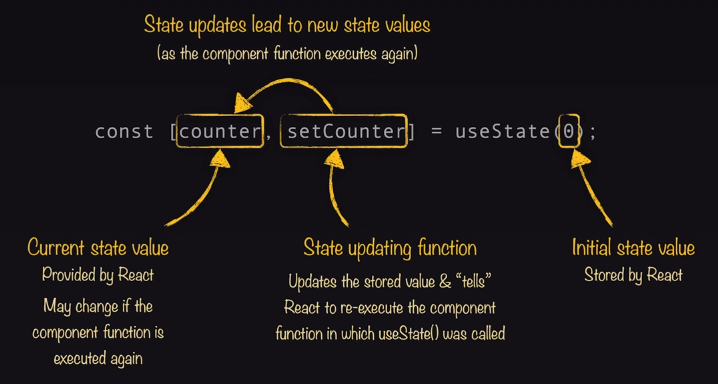 State updates lead to new state values
(as the component function executes again)
const [counter, setCounter] = useState(0);
Current state value
Provided by React
May change if the
component function is
executed again
State updating function
Updates the stored value & “tells”
React to re-execute the component
function in which useState() was called
Initial state value
Stored by React